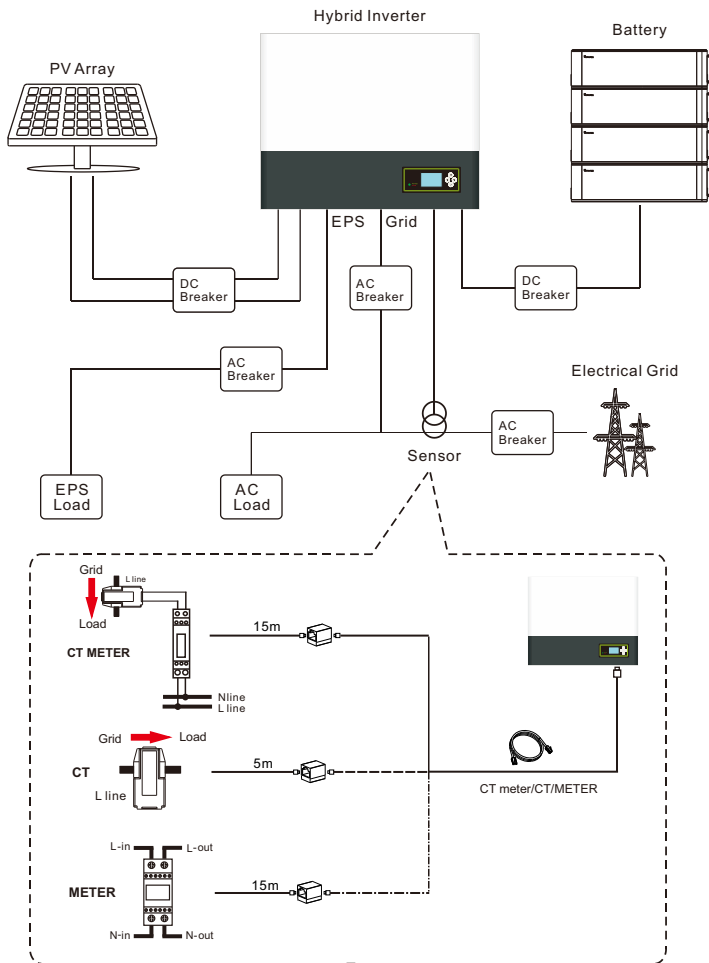 Hybrid Inverter
Battery
PV Array
EPS
Grid
DC
Breaker
AC
Breaker
DC
Breaker
AC
Breaker
Electrical Grid
AC
Breaker
Sensor
EPS
Load
AC
Load
Grid
L line
Load
15m
CT METER
Nline
L line
Grid
Load
5m
CT
L line
CT meter/CT/METER
L-in
L-out
15m
METER
N-in
N-out